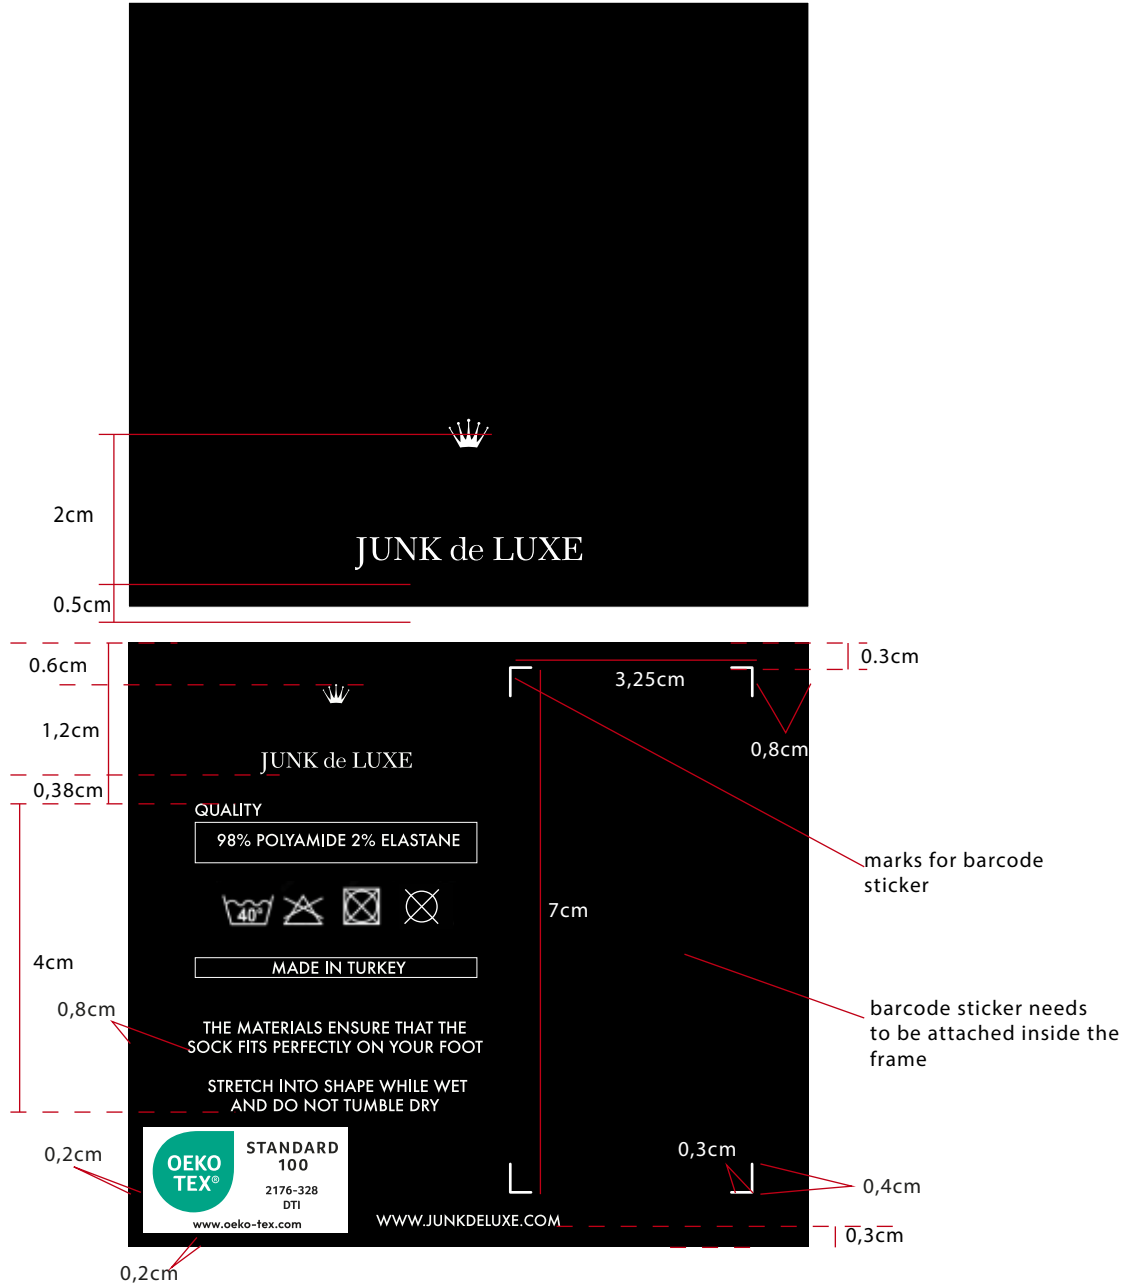 2cm
JUNK de LUXE
0.5cm
0.6cm
0.3cm
3,25cm
1,2cm
0,8cm
JUNK de LUXE
0,38cm
QUALITY
98% POLYAMIDE 2% ELASTANE
marks for barcode
sticker
40°
7cm
4cm
MADE IN TURKEY
0,8cm
barcode sticker needs
to be attached inside the
frame
THE MATERIALS ENSURE THAT THE
SOCK FITS PERFECTLY ON YOUR FOOT
STRETCH INTO SHAPE WHILE WET
AND DO NOT TUMBLE DRY
0,2cm
OEKO
TEX®
STANDARD
100
2176-328
DTI
www.oeko-tex.com
0,3cm
0,4cm
WWW.JUNKDELUXE.COM
0,3cm
0,2cm